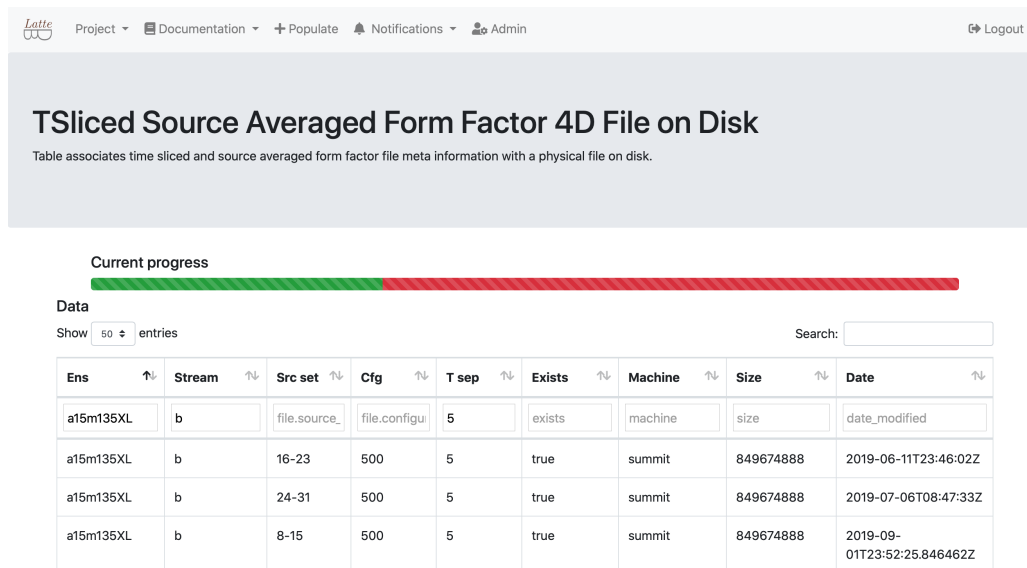 Latte
Project Documentation Populate Notifications Admin Logout
TSliced Source Averaged Form Factor 4D File on Disk
Table associates time sliced and source averaged form factor file meta information with a physical file on disk.
Current progress
Data
Show 50 entries Search:
Ens Stream Src set Cfg T sep Exists Machine Size Date
a15m135XL b file.source_ file.configu 5 exists machine size date_modified
a15m135XL b 16-23 500 5 true summit 849674888 2019-06-11T23:46:02Z
a15m135XL b 24-31 500 5 true summit 849674888 2019-07-06T08:47:33Z
a15m135XL b 8-15 500 5 true summit 849674888 2019-09-
01T23:52:25.846462Z